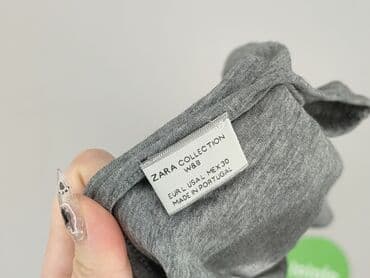 ZARA COLLECTION
W&B
EUR L USA L MEX 30
MADE IN PORTUGAL